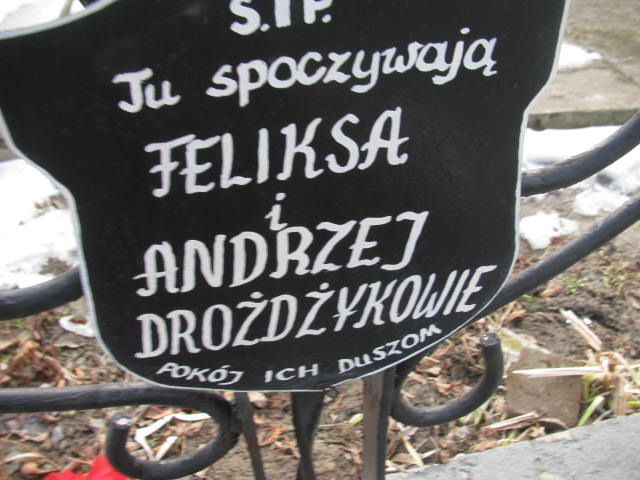 Ś.†P.
Tu spoczywają
FELIKSA
i
ANDRZEJ
DROŻDŻYKOWIE
POKÓJ ICH DUSZOM